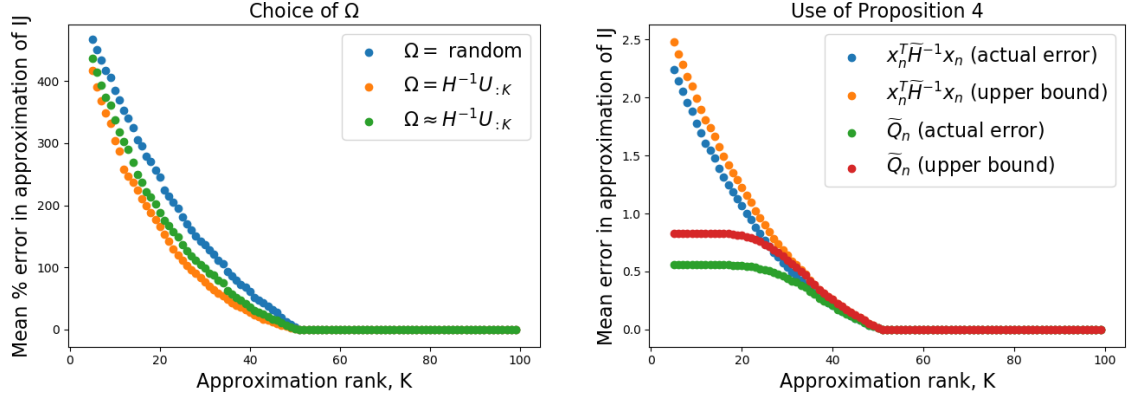 Choice of Ω
Mean % error in approximation of IJ
400
300
200
100
0
Ω = random
Ω = H⁻¹U:K
Ω ≈ H⁻¹U:K
0 20 40 60 80 100
Approximation rank, K
Use of Proposition 4
Mean error in approximation of IJ
2.5
2.0
1.5
1.0
0.5
0.0
xₙᵀH̃⁻¹xₙ (actual error)
xₙᵀH̃⁻¹xₙ (upper bound)
Q̃ₙ (actual error)
Q̃ₙ (upper bound)
0 20 40 60 80 100
Approximation rank, K